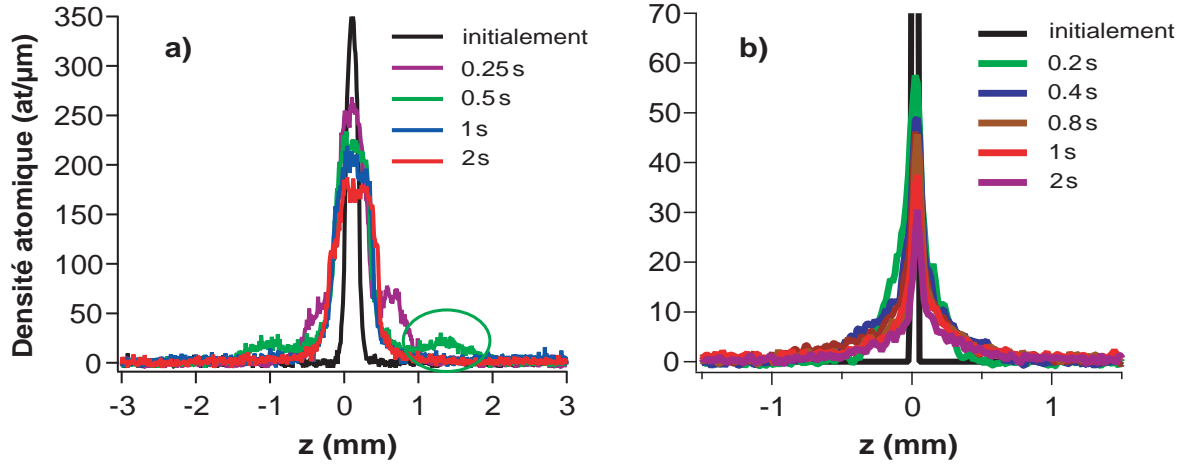 a)
Densité atomique (at/µm)
350
300
250
200
150
100
50
0
-3
-2
-1
0
1
2
3
z (mm)
initialement
0.25 s
0.5 s
1 s
2 s
b)
70
60
50
40
30
20
10
0
-1
0
1
z (mm)
initialement
0.2 s
0.4 s
0.8 s
1 s
2 s